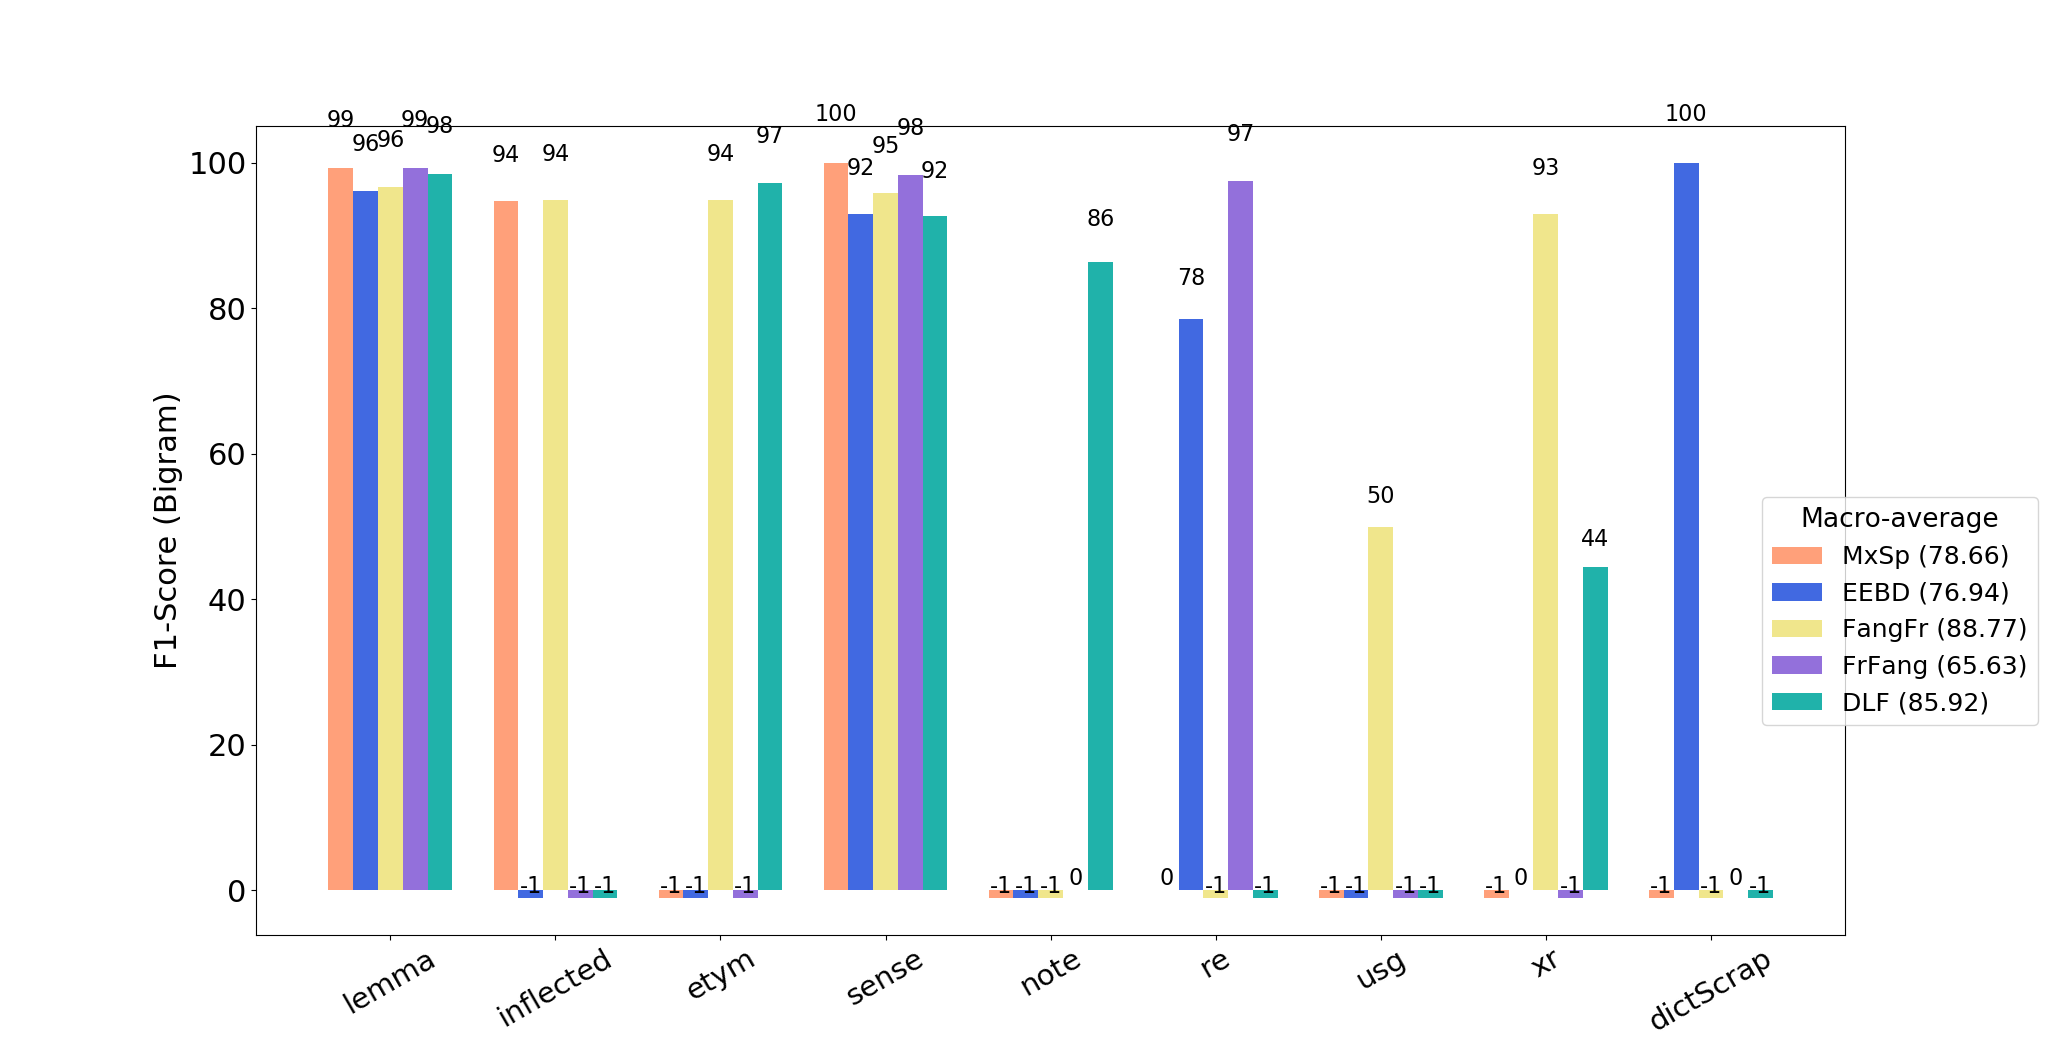 99 96 96 99 98
94 -1 94 -1 -1
-1 -1 94 -1 97
100 92 95 98 92
-1 -1 -1 0 86
0 78 -1 97 -1
-1 -1 50 -1 -1
-1 0 93 -1 44
-1 100 -1 0 -1
100
80
60
40
20
0
F1-Score (Bigram)
lemma
inflected
etym
sense
note
re
usg
xr
dictScrap
Macro-average
MxSp (78.66)
EEBD (76.94)
FangFr (88.77)
FrFang (65.63)
DLF (85.92)